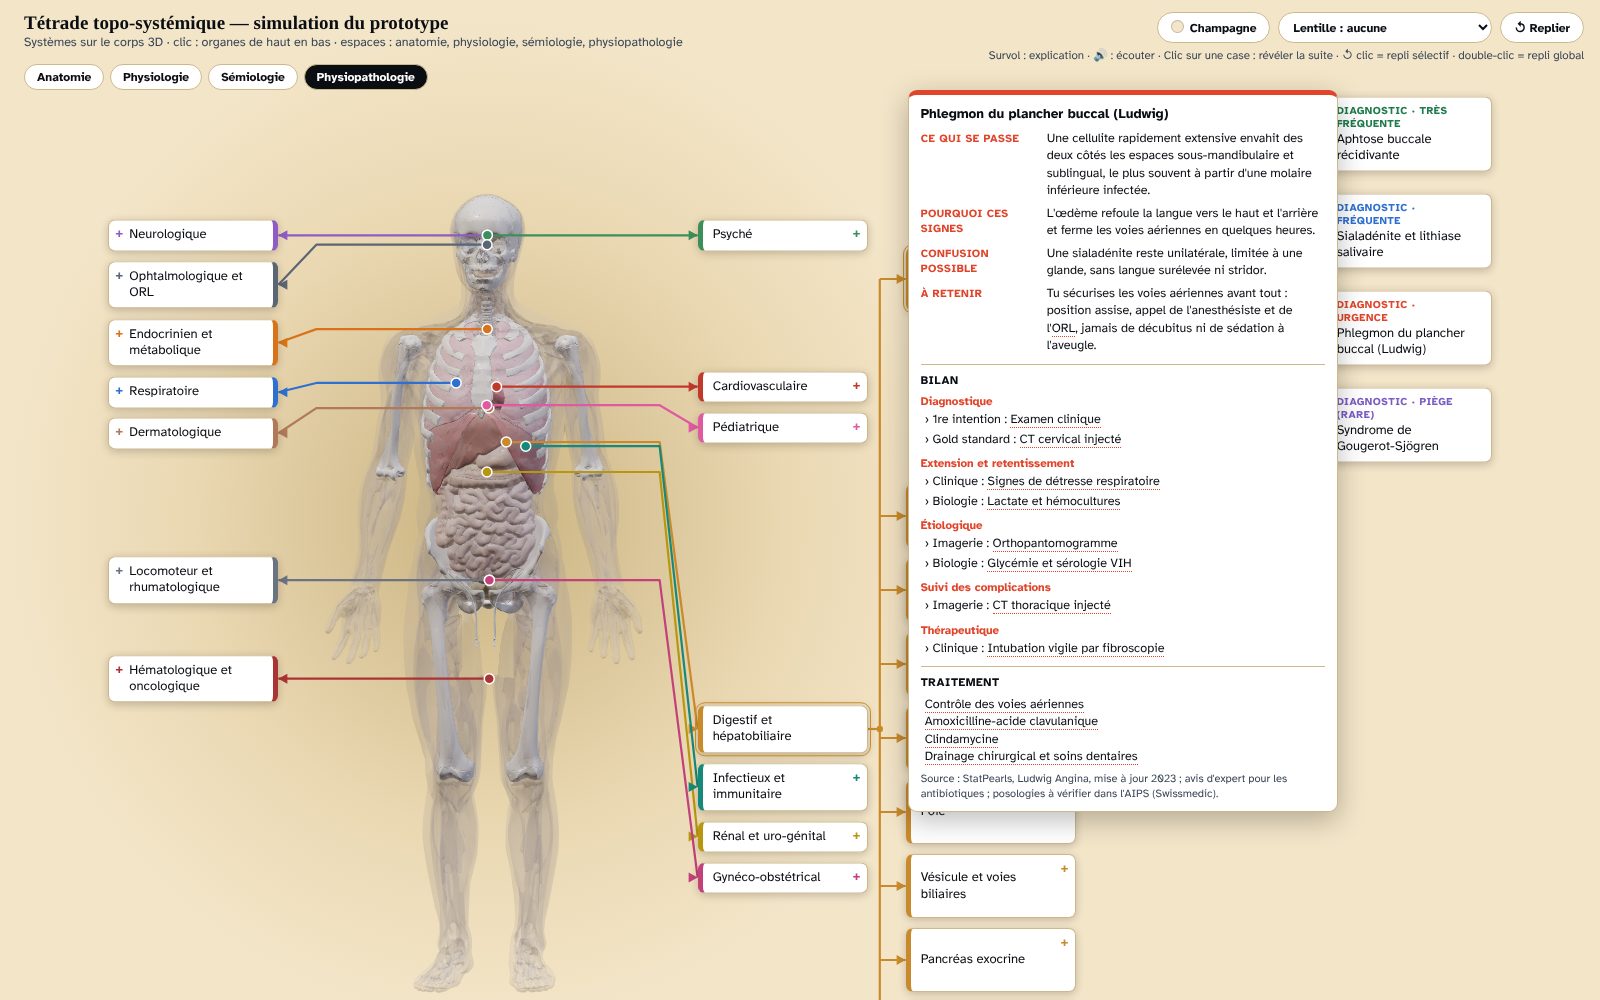 Tétrade topo-systémique — simulation du prototype
Systèmes sur le corps 3D · clic : organes de haut en bas · espaces : anatomie, physiologie, sémiologie, physiopathologie
Anatomie
Physiologie
Sémiologie
Physiopathologie
Champagne
Lentille : aucune
↺ Replier
Survol : explication · 🔊 : écouter · Clic sur une case : révéler la suite · ↺ clic = repli sélectif · double-clic = repli global
+ Neurologique
+ Ophtalmologique et
ORL
+ Endocrinien et
métabolique
+ Respiratoire
+ Dermatologique
+ Locomoteur et
rhumatologique
+ Hématologique et
oncologique
Psyché +
Cardiovasculaire +
Pédiatrique +
Digestif et
hépatobiliaire
Infectieux et +
immunitaire
Rénal et uro-génital +
Gynéco-obstétrical +
Phlegmon du plancher buccal (Ludwig)
CE QUI SE PASSE
Une cellulite rapidement extensive envahit des
deux côtés les espaces sous-mandibulaire et
sublingual, le plus souvent à partir d'une molaire
inférieure infectée.
POURQUOI CES
SIGNES
L'œdème refoule la langue vers le haut et l'arrière
et ferme les voies aériennes en quelques heures.
CONFUSION
POSSIBLE
Une sialadénite reste unilatérale, limitée à une
glande, sans langue surélevée ni stridor.
À RETENIR
Tu sécurises les voies aériennes avant tout :
position assise, appel de l'anesthésiste et de
l'ORL, jamais de décubitus ni de sédation à
l'aveugle.
BILAN
Diagnostique
› 1re intention : Examen clinique
› Gold standard : CT cervical injecté
Extension et retentissement
› Clinique : Signes de détresse respiratoire
› Biologie : Lactate et hémocultures
Étiologique
› Imagerie : Orthopantomogramme
› Biologie : Glycémie et sérologie VIH
Suivi des complications
› Imagerie : CT thoracique injecté
Thérapeutique
› Clinique : Intubation vigile par fibroscopie
TRAITEMENT
Contrôle des voies aériennes
Amoxicilline-acide clavulanique
Clindamycine
Drainage chirurgical et soins dentaires
Source : StatPearls, Ludwig Angina, mise à jour 2023 ; avis d'expert pour les
antibiotiques ; posologies à vérifier dans l'AIPS (Swissmedic).
Vésicule et voies +
biliaires
Pancréas exocrine +
DIAGNOSTIC · TRÈS
FRÉQUENTE
Aphtose buccale
récidivante
DIAGNOSTIC ·
FRÉQUENTE
Sialadénite et lithiase
salivaire
DIAGNOSTIC ·
URGENCE
Phlegmon du plancher
buccal (Ludwig)
DIAGNOSTIC · PIÈGE
(RARE)
Syndrome de
Gougerot-Sjögren